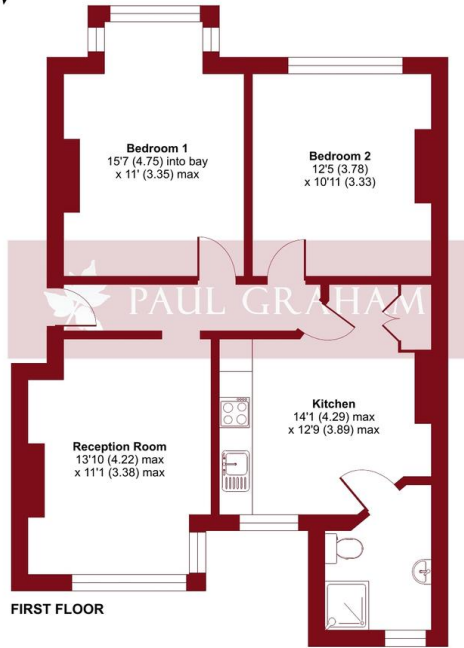 Bedroom 1
15'7 (4.75) into bay
x 11' (3.35) max
Bedroom 2
12'5 (3.78)
x 10'11 (3.33)
PAUL GRAHAM
Kitchen
14'1 (4.29) max
x 12'9 (3.89) max
Reception Room
13'10 (4.22) max
x 11'1 (3.38) max
FIRST FLOOR